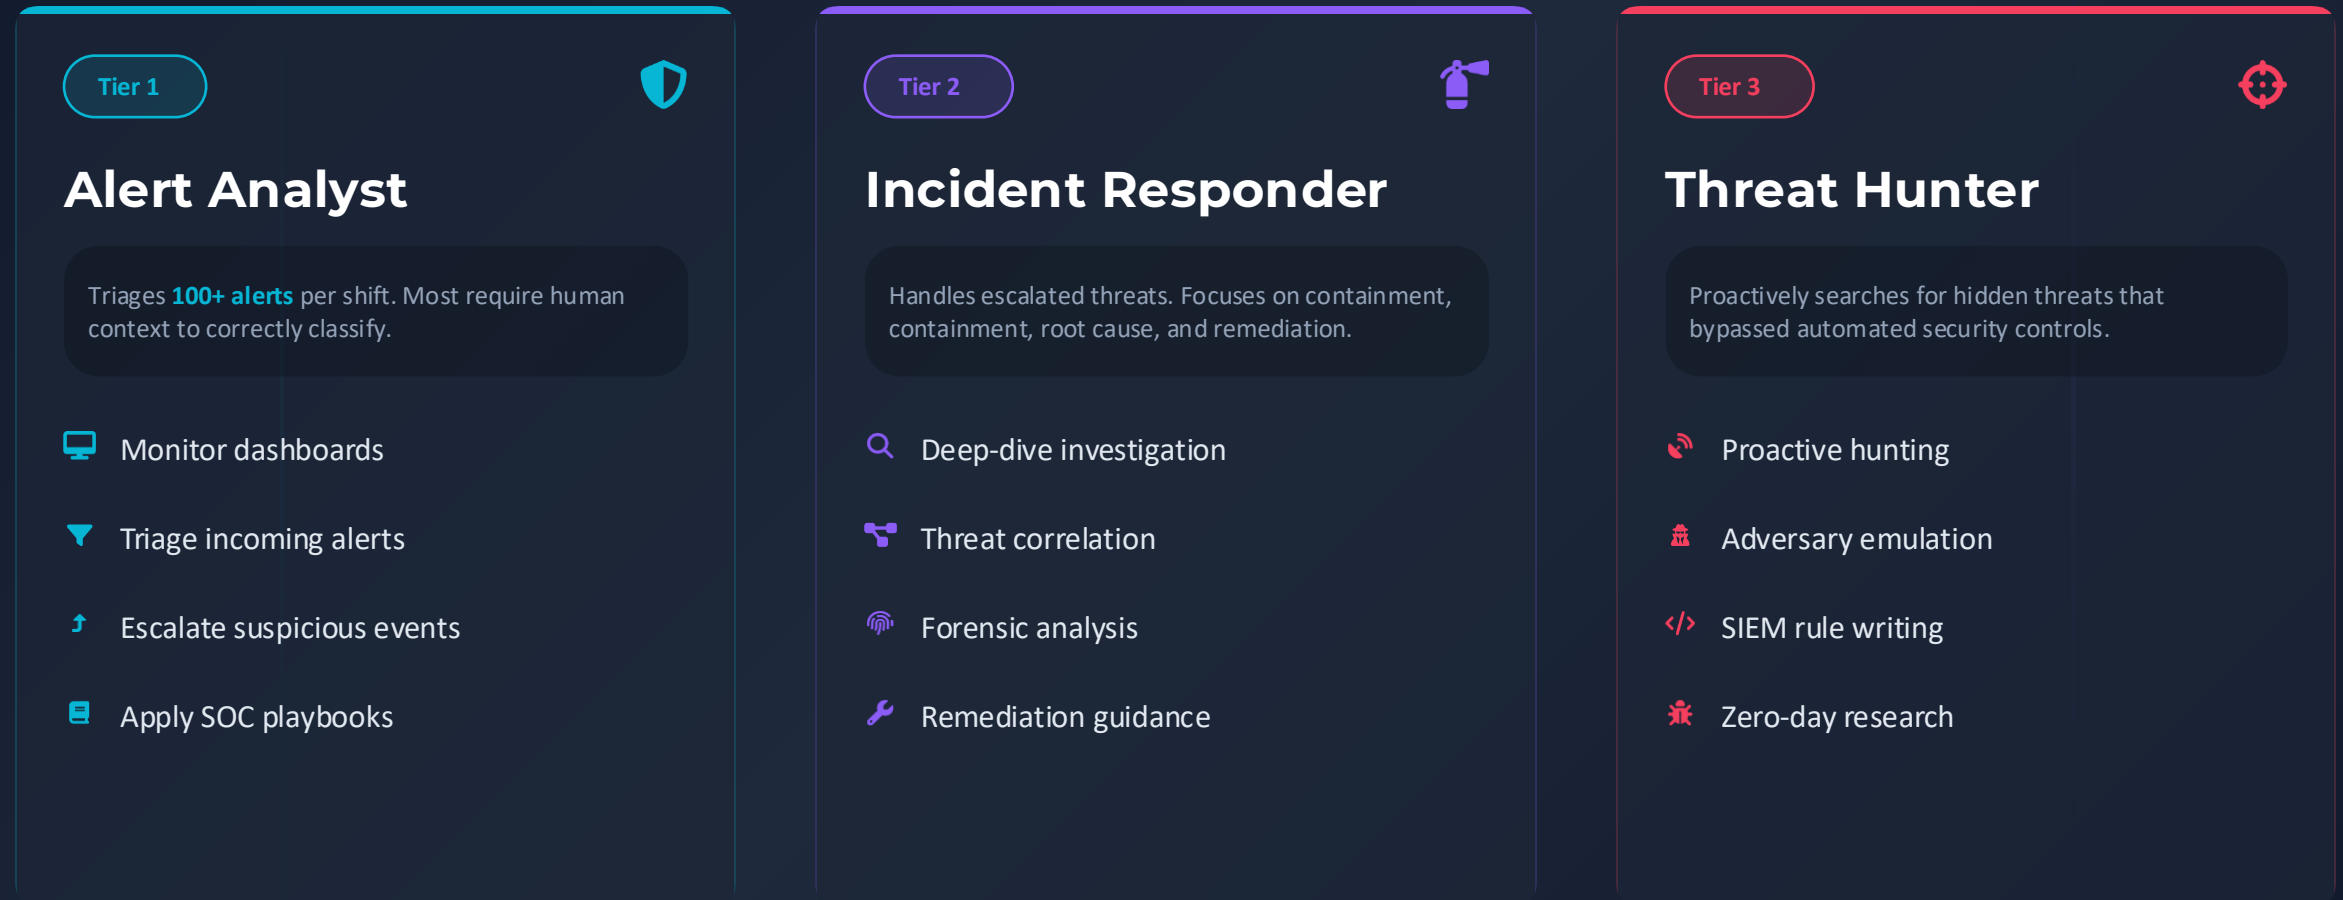 Tier 1
Alert Analyst
Triages 100+ alerts per shift. Most require human
context to correctly classify.
Monitor dashboards
Triage incoming alerts
Escalate suspicious events
Apply SOC playbooks
Tier 2
Incident Responder
Handles escalated threats. Focuses on containment,
containment, root cause, and remediation.
Deep-dive investigation
Threat correlation
Forensic analysis
Remediation guidance
Tier 3
Threat Hunter
Proactively searches for hidden threats that
bypassed automated security controls.
Proactive hunting
Adversary emulation
SIEM rule writing
Zero-day research